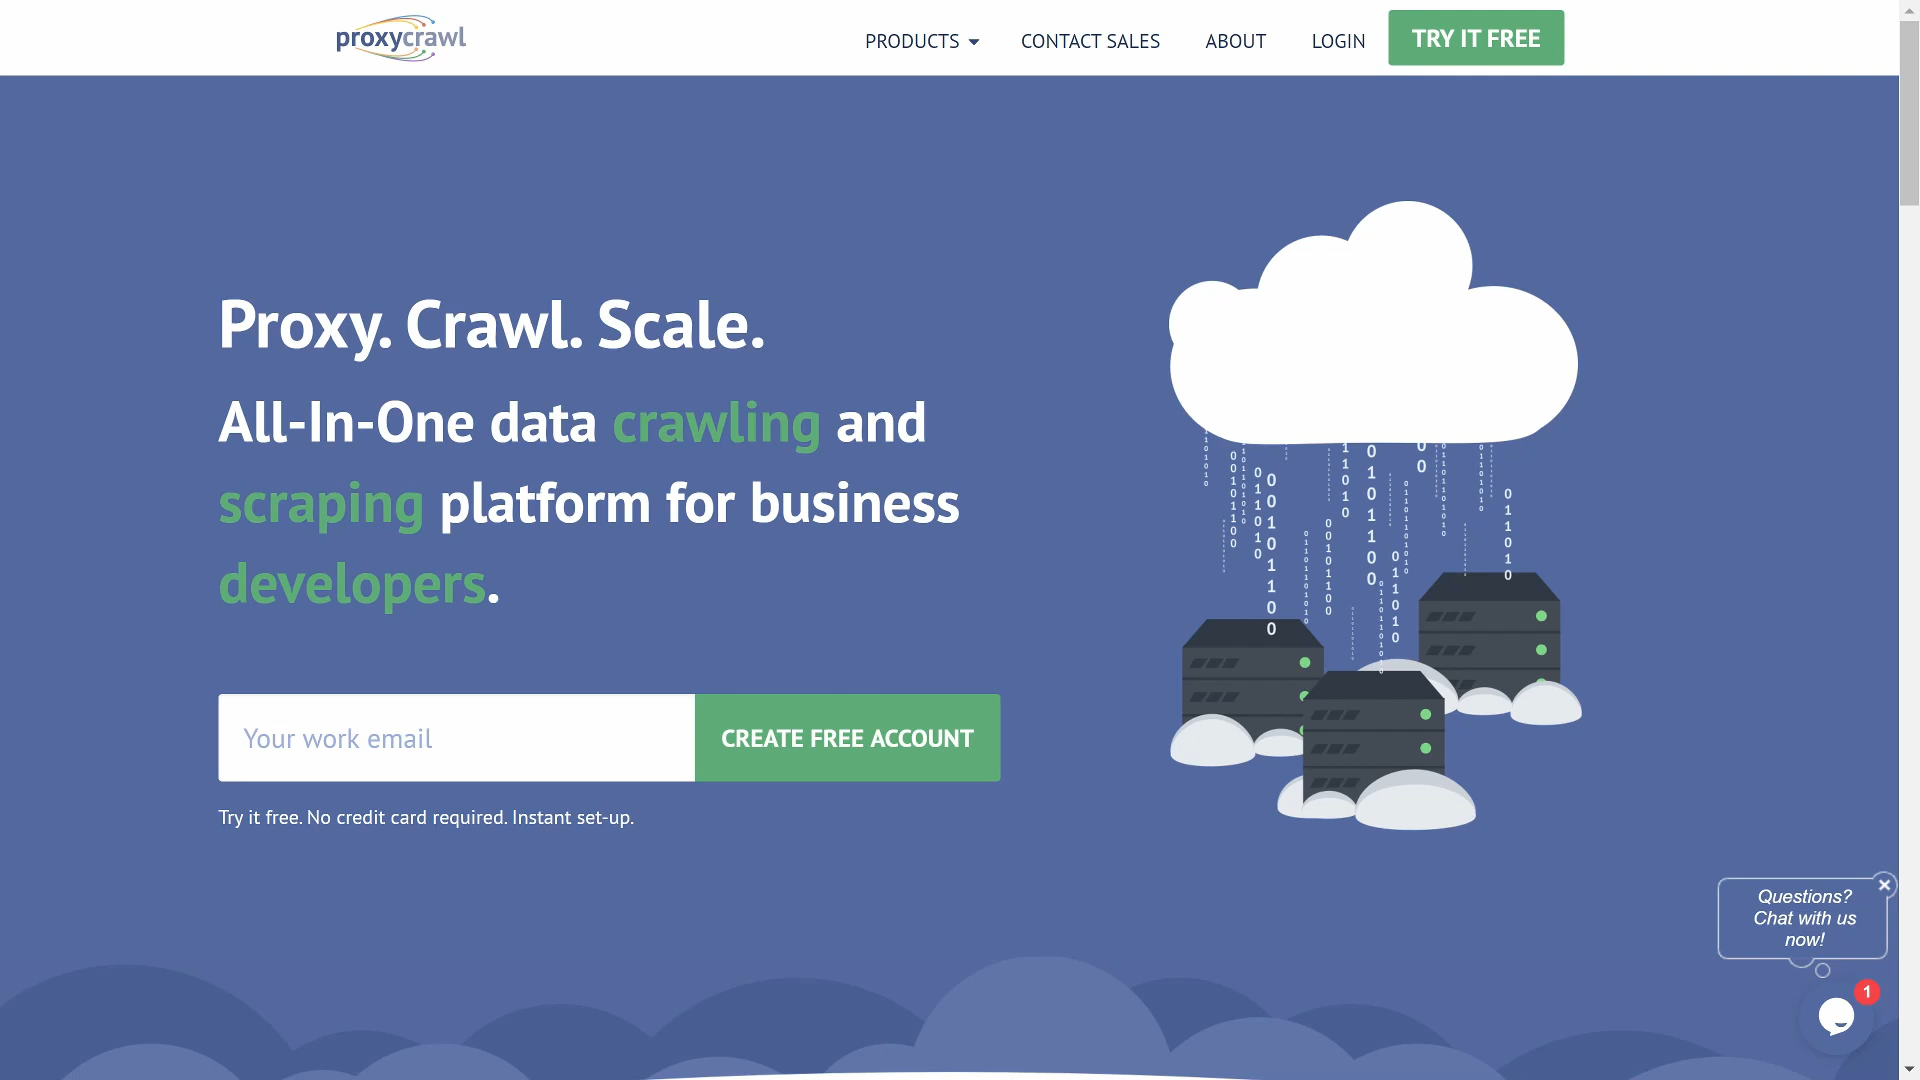 proxycrawl
PRODUCTS
CONTACT SALES
ABOUT
LOGIN
TRY IT FREE
Proxy. Crawl. Scale.
All-In-One data crawling and
scraping platform for business
developers.
Your work email
CREATE FREE ACCOUNT
Try it free. No credit card required. Instant set-up.
Questions?
Chat with us
now!
1